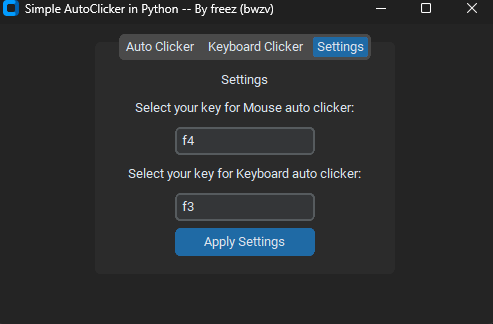 Simple AutoClicker in Python -- By freez (bwzv)
Auto Clicker Keyboard Clicker Settings
Settings
Select your key for Mouse auto clicker:
f4
Select your key for Keyboard auto clicker:
f3
Apply Settings